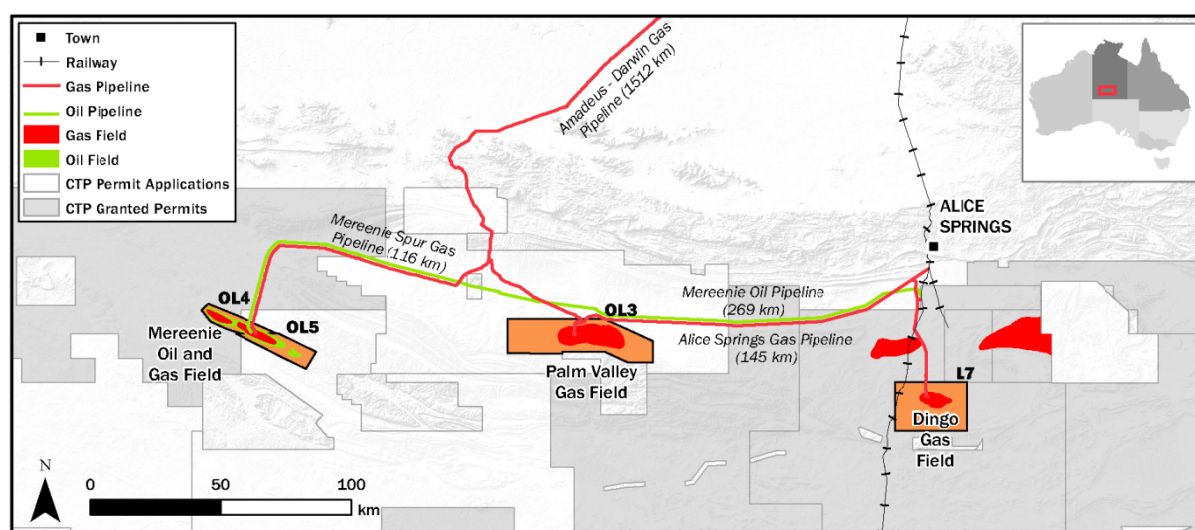 Town
Railway
Gas Pipeline
Oil Pipeline
Gas Field
Oil Field
CTP Permit Applications
CTP Granted Permits
Amadeus - Darwin Gas
Pipeline (1512 km)
ALICE
SPRINGS
Mereenie Spur Gas
Pipeline (116 km)
OL4
OL5
Mereenie
Oil and
Gas Field
OL3
Palm Valley
Gas Field
Mereenie Oil Pipeline
(269 km)
Alice Springs Gas Pipeline
(145 km)
L7
Dingo
Gas
Field
N
0 50 100
km